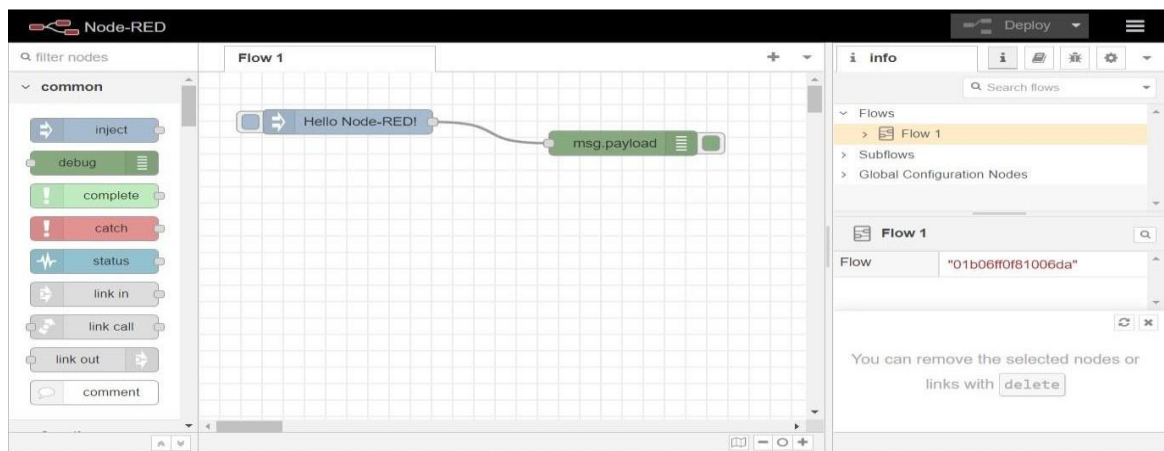 Node-RED
Deploy
filter nodes
common
inject
debug
complete
catch
status
link in
link call
link out
comment
Flow 1
Hello Node-RED!
msg.payload
i info
i
Search flows
Flows
Flow 1
Subflows
Global Configuration Nodes
Flow 1
Flow "01b06ff0f81006da"
You can remove the selected nodes or
links with delete